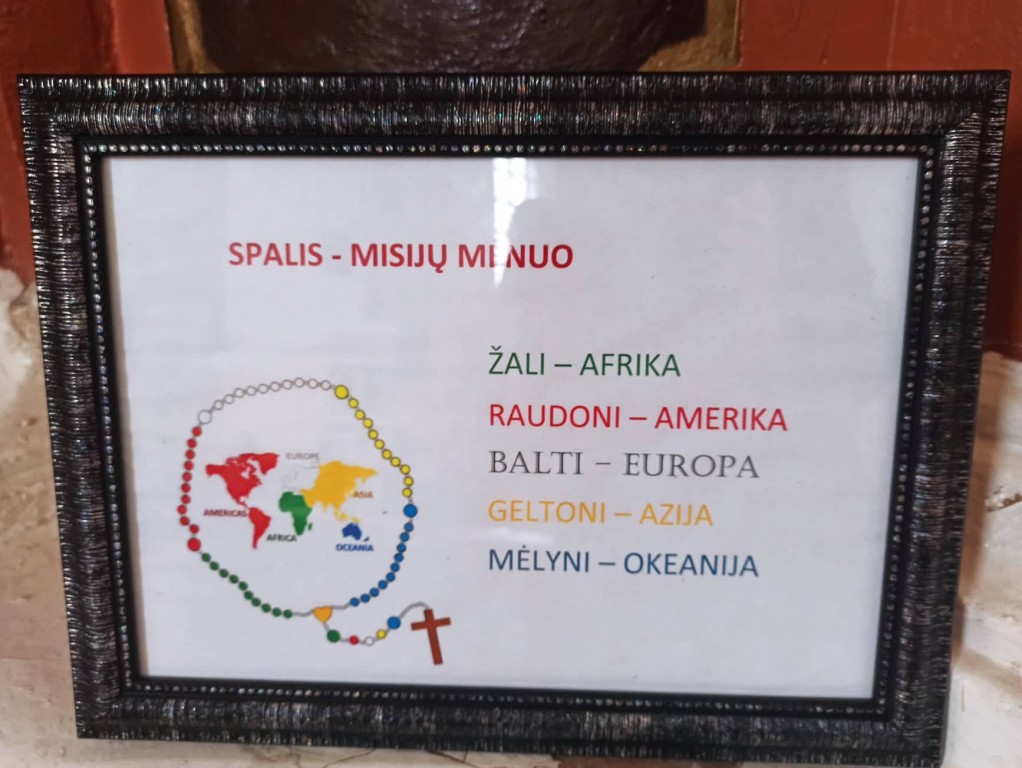 SPALIS - MISIJŲ MENUO
ŽALI – AFRIKA
RAUDONI – AMERIKA
BALTI – EUROPA
GELTONI – AZIJA
MĖLYNI – OKEANIJA
EUROPE
ASIA
AMERICAS
AFRICA
OCEANIA